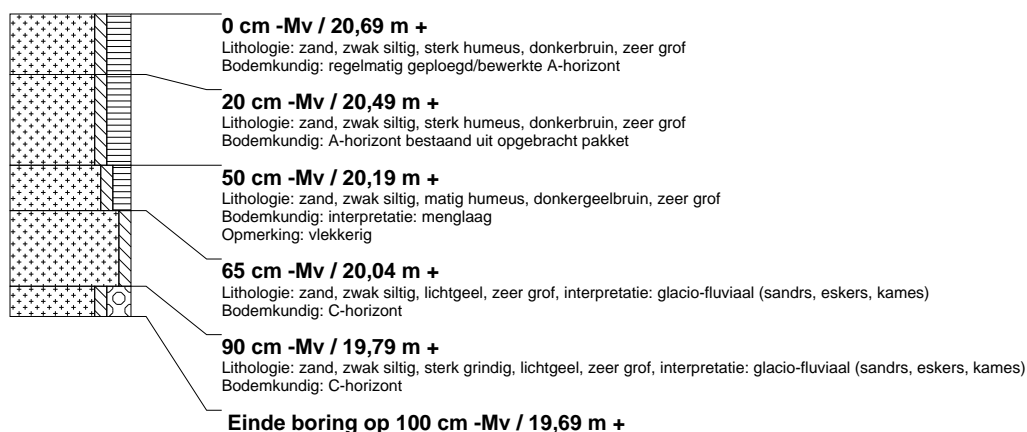 0 cm -Mv / 20,69 m +
Lithologie: zand, zwak siltig, sterk humeus, donkerbruin, zeer grof
Bodemkundig: regelmatig geploegd/bewerkte A-horizont
20 cm -Mv / 20,49 m +
Lithologie: zand, zwak siltig, sterk humeus, donkerbruin, zeer grof
Bodemkundig: A-horizont bestaand uit opgebracht pakket
50 cm -Mv / 20,19 m +
Lithologie: zand, zwak siltig, matig humeus, donkergeelbruin, zeer grof
Bodemkundig: interpretatie: menglaag
Opmerking: vlekkerig
65 cm -Mv / 20,04 m +
Lithologie: zand, zwak siltig, lichtgeel, zeer grof, interpretatie: glacio-fluviaal (sandrs, eskers, kames)
Bodemkundig: C-horizont
90 cm -Mv / 19,79 m +
Lithologie: zand, zwak siltig, sterk grindig, lichtgeel, zeer grof, interpretatie: glacio-fluviaal (sandrs, eskers, kames)
Bodemkundig: C-horizont
Einde boring op 100 cm -Mv / 19,69 m +